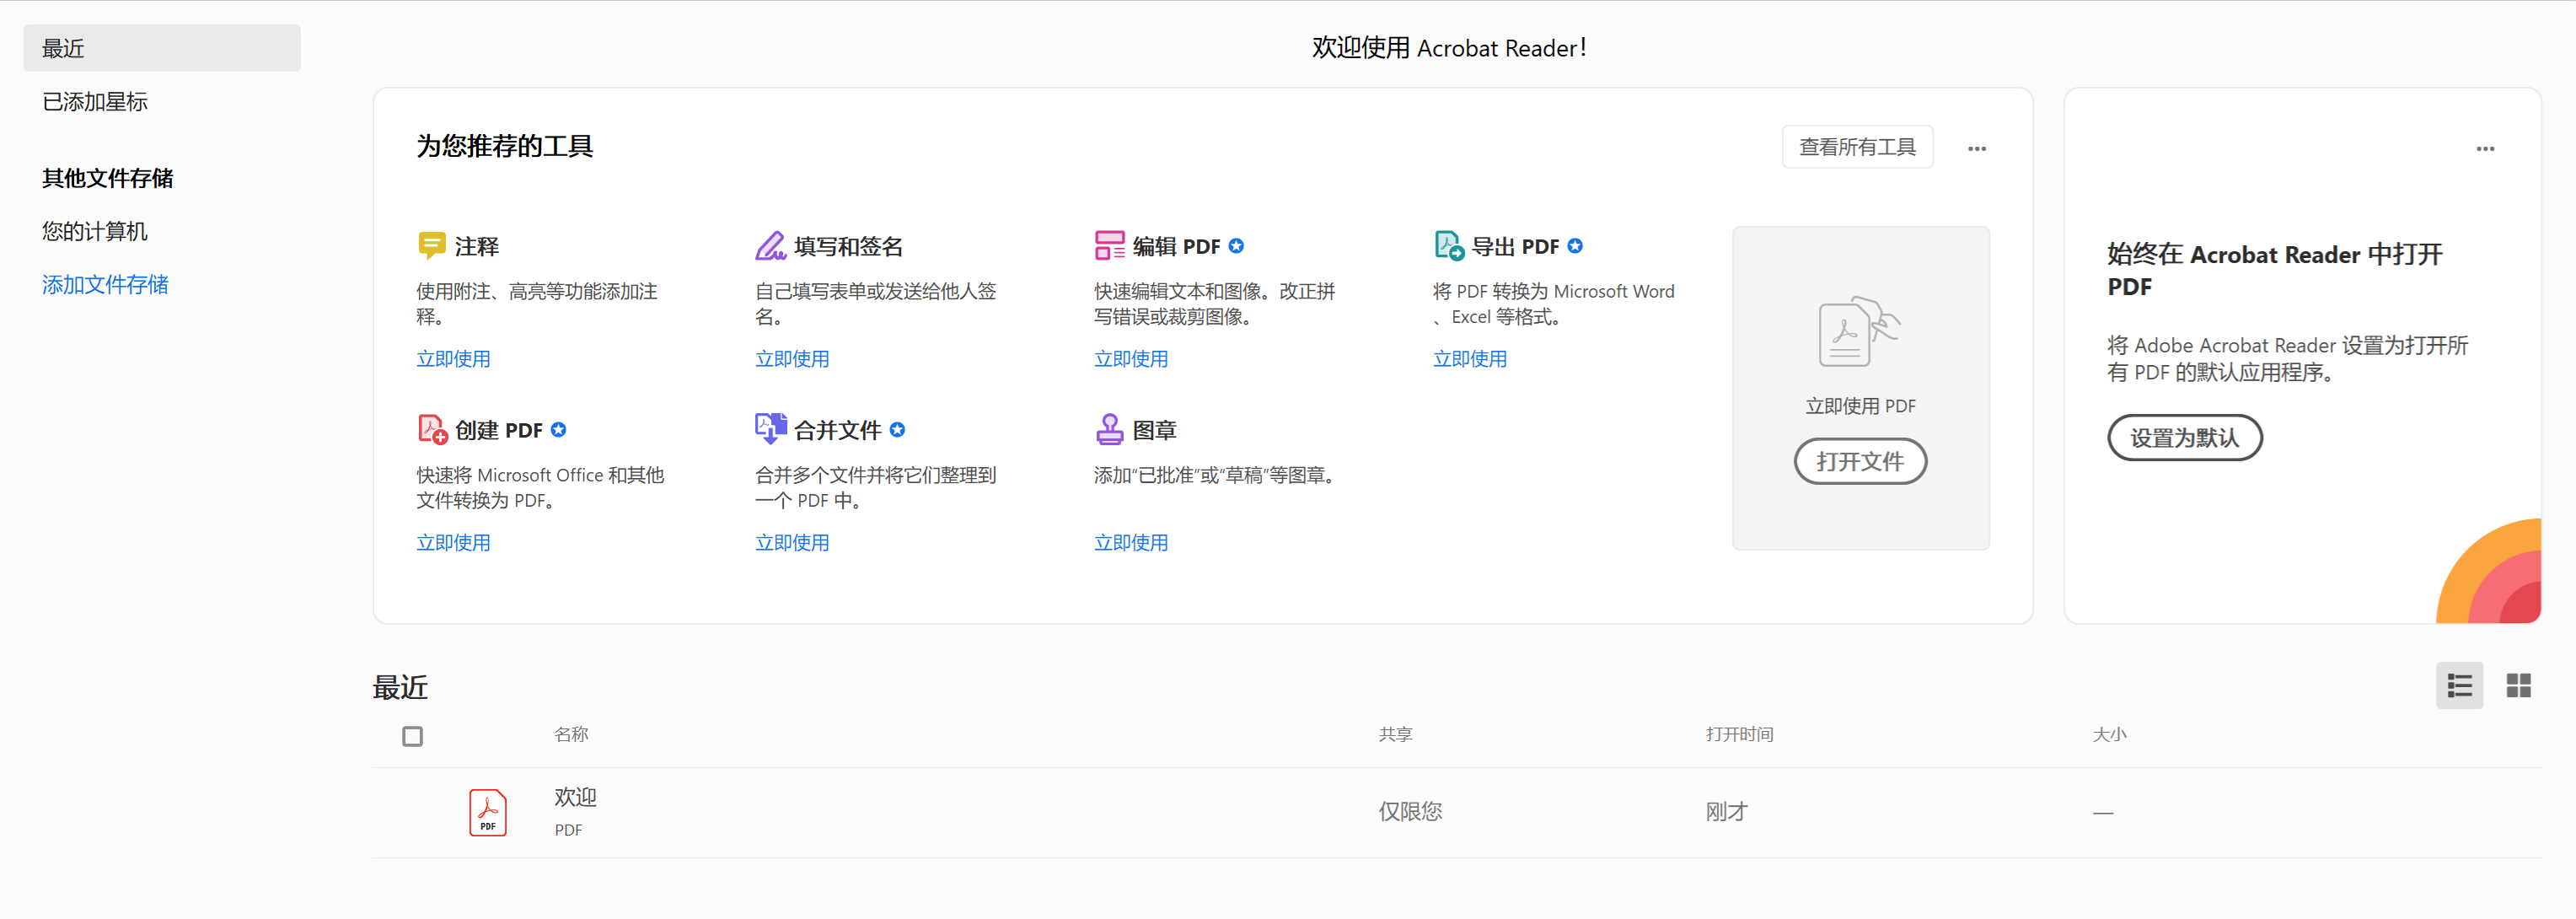 最近
已添加星标
其他文件存储
您的计算机
添加文件存储
欢迎使用 Acrobat Reader！
为您推荐的工具
查看所有工具
注释
使用附注、高亮等功能添加注
释。
立即使用
填写和签名
自己填写表单或发送给他人签
名。
立即使用
编辑 PDF
快速编辑文本和图像。改正拼
写错误或裁剪图像。
立即使用
导出 PDF
将 PDF 转换为 Microsoft Word
、Excel 等格式。
立即使用
创建 PDF
快速将 Microsoft Office 和其他
文件转换为 PDF。
立即使用
合并文件
合并多个文件并将它们整理到
一个 PDF 中。
立即使用
图章
添加“已批准”或“草稿”等图章。
立即使用
立即使用 PDF
打开文件
始终在 Acrobat Reader 中打开
PDF
将 Adobe Acrobat Reader 设置为打开所
有 PDF 的默认应用程序。
设置为默认
最近
名称 共享 打开时间 大小
PDF
欢迎 仅限您 刚才 —
PDF